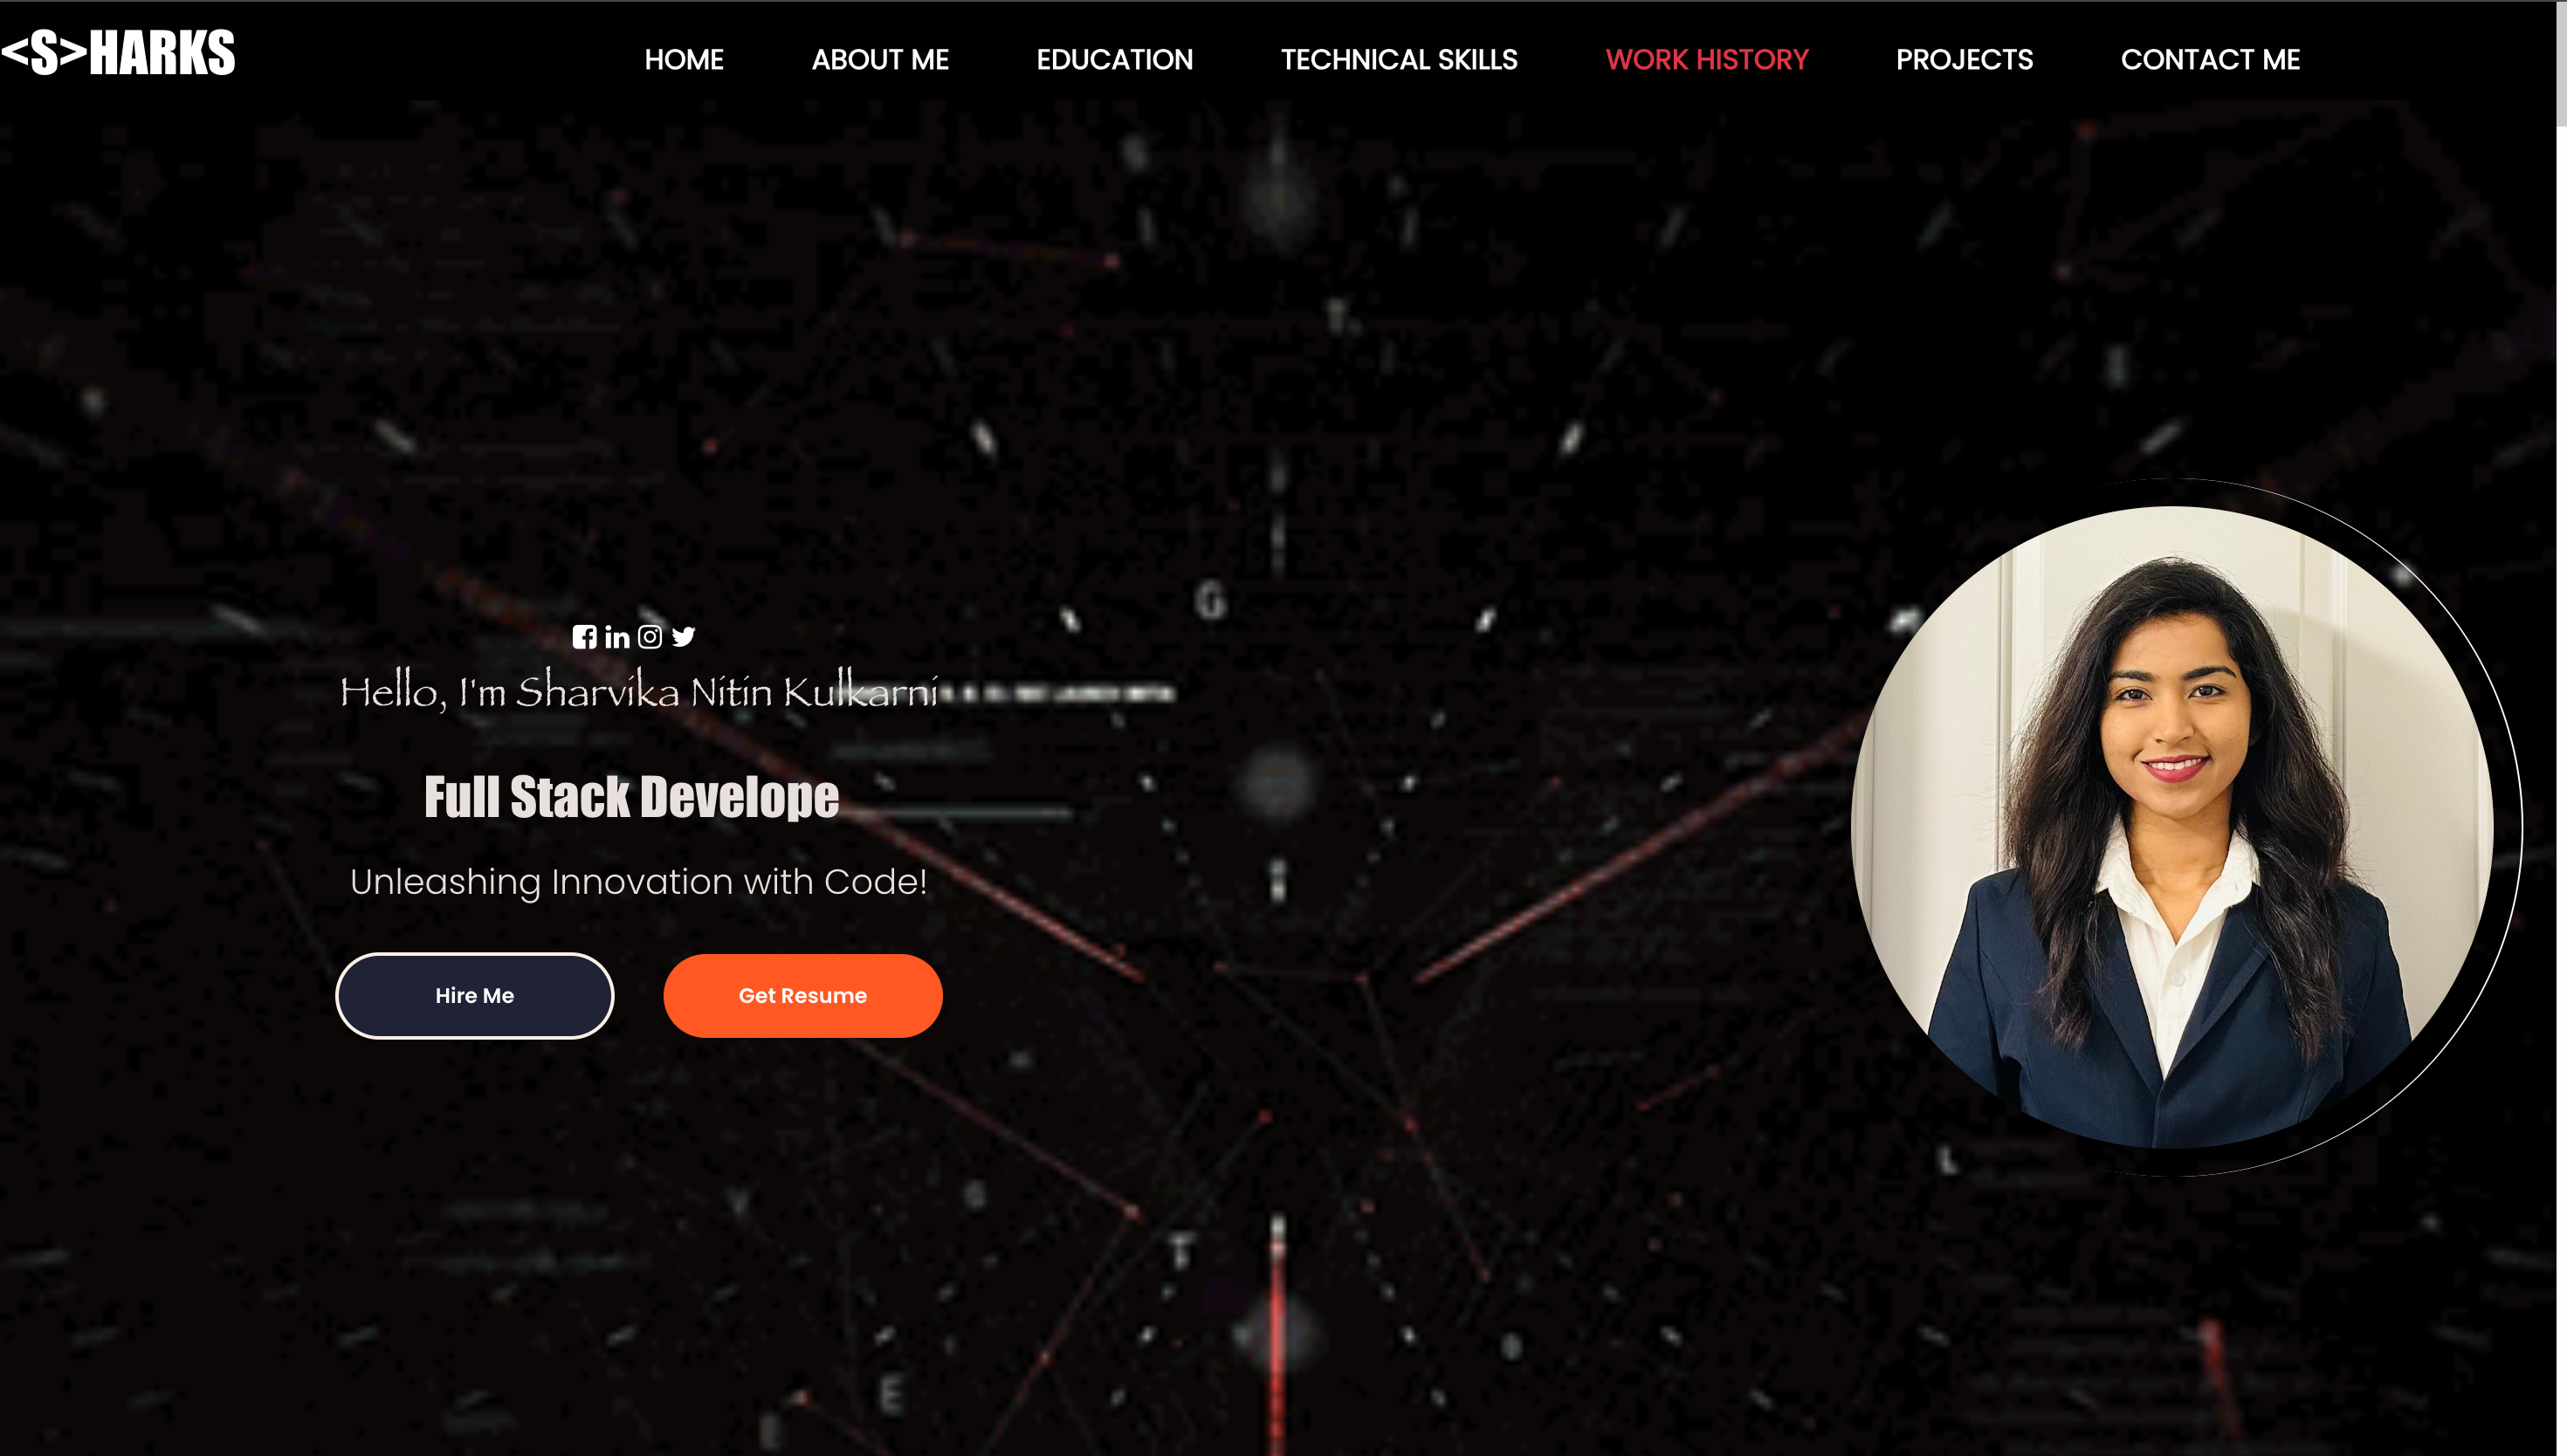 <S>HARKS
HOME ABOUT ME EDUCATION TECHNICAL SKILLS WORK HISTORY PROJECTS CONTACT ME
Hello, I'm Sharvika Nitin Kulkarni
Full Stack Develope
Unleashing Innovation with Code!
Hire Me Get Resume